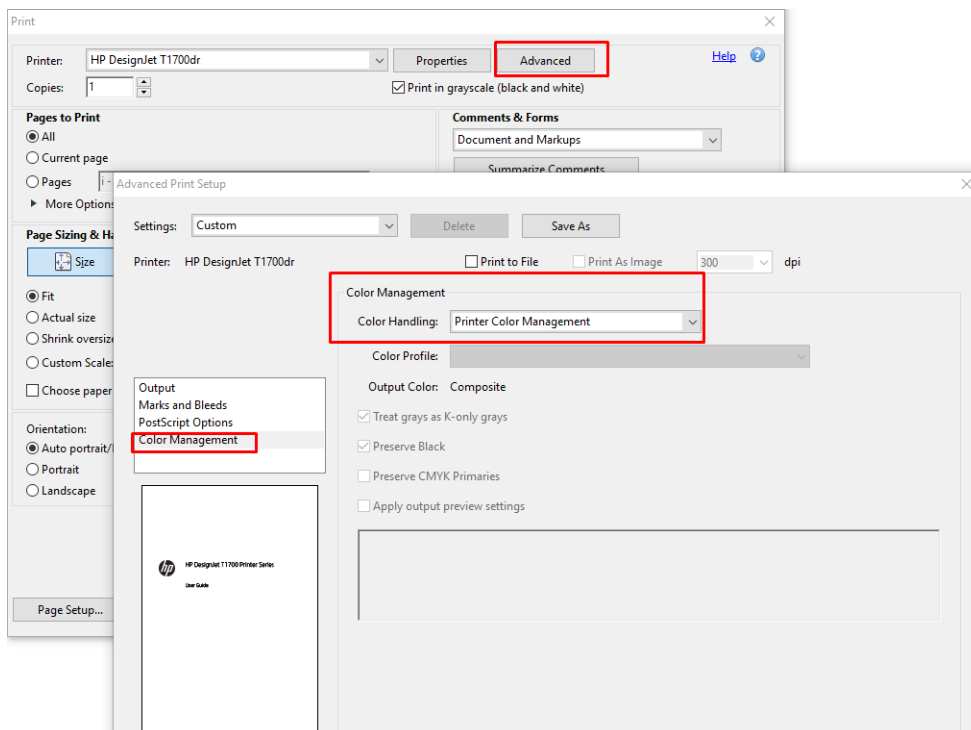 Print
Printer: HP DesignJet T1700dr Properties Advanced Help ?
Copies: 1 Print in grayscale (black and white)
Pages to Print
All
Current page
Pages i -
More Options
Comments & Forms
Document and Markups
Summarize Comments
Page Sizing & Ha
Size
Fit
Actual size
Shrink oversize
Custom Scale:
Choose paper
Orientation:
Auto portrait/l
Portrait
Landscape
Page Setup...
Advanced Print Setup
Settings: Custom Delete Save As
Printer: HP DesignJet T1700dr Print to File Print As Image 300 dpi
Output
Marks and Bleeds
PostScript Options
Color Management
Color Management
Color Handling: Printer Color Management
Color Profile:
Output Color: Composite
Treat grays as K-only grays
Preserve Black
Preserve CMYK Primaries
Apply output preview settings
hp
HP DesignJet T1700 Printer Series
User Guide